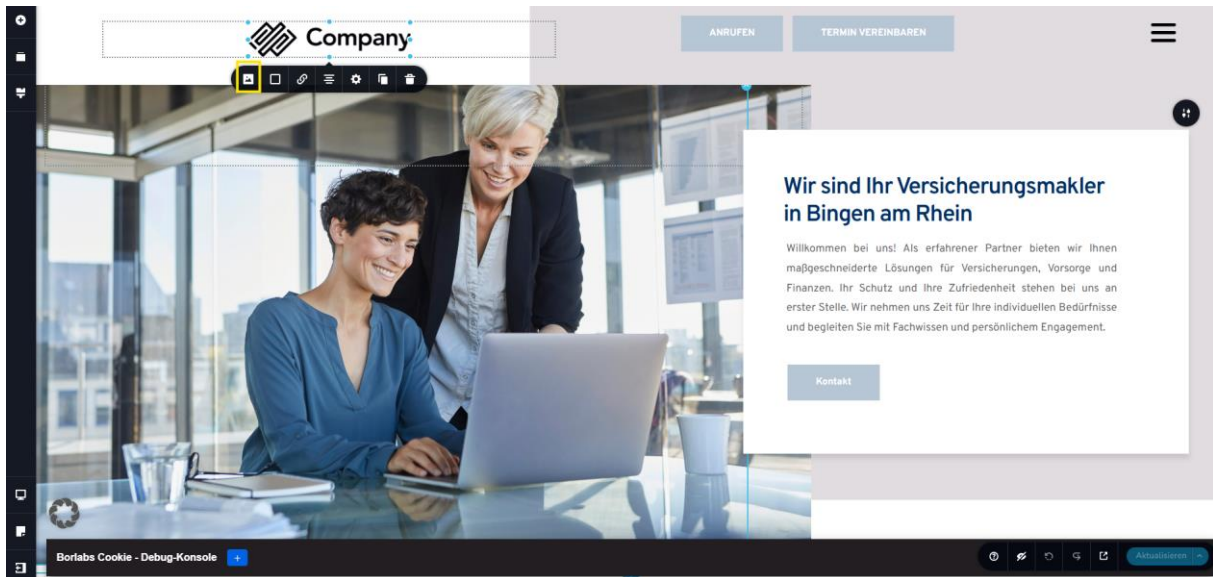 Company
ANRUFEN
TERMIN VEREINBAREN
Wir sind Ihr Versicherungsmakler
in Bingen am Rhein
Willkommen bei uns! Als erfahrener Partner bieten wir Ihnen
maßgeschneiderte Lösungen für Versicherungen, Vorsorge und
Finanzen. Ihr Schutz und Ihre Zufriedenheit stehen bei uns an
erster Stelle. Wir nehmen uns Zeit für Ihre individuellen Bedürfnisse
und begleiten Sie mit Fachwissen und persönlichem Engagement.
Kontakt
Borlabs Cookie - Debug-Konsole +
Aktualisieren